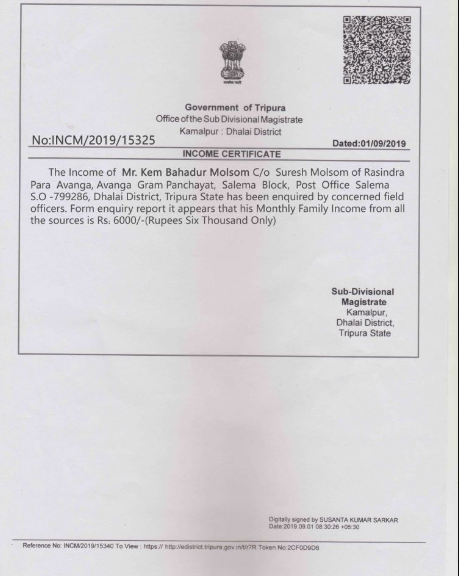 Government of Tripura
Office of the Sub Divisional Magistrate
Kamalpur : Dhalai District
No:INCM/2019/15325
Dated:01/09/2019
INCOME CERTIFICATE
The Income of Mr. Kem Bahadur Molsom C/o Suresh Molsom of Rasindra
Para Avanga, Avanga Gram Panchayat, Salema Block, Post Office Salema
S.O -799286, Dhalai District, Tripura State has been enquired by concerned field
officers. Form enquiry report it appears that his Monthly Family Income from all
the sources is Rs. 6000/-(Rupees Six Thousand Only)
Sub-Divisional
Magistrate
Kamalpur,
Dhalai District,
Tripura State
Digitally signed by SUSANTA KUMAR SARKAR
Date:2019.09.01 08:30:26 +05:30
Reference No: INCM/2019/15340 To View : https:// http://edistrict.tripura.gov.in/t/r7R Token No:2CF0D9D6